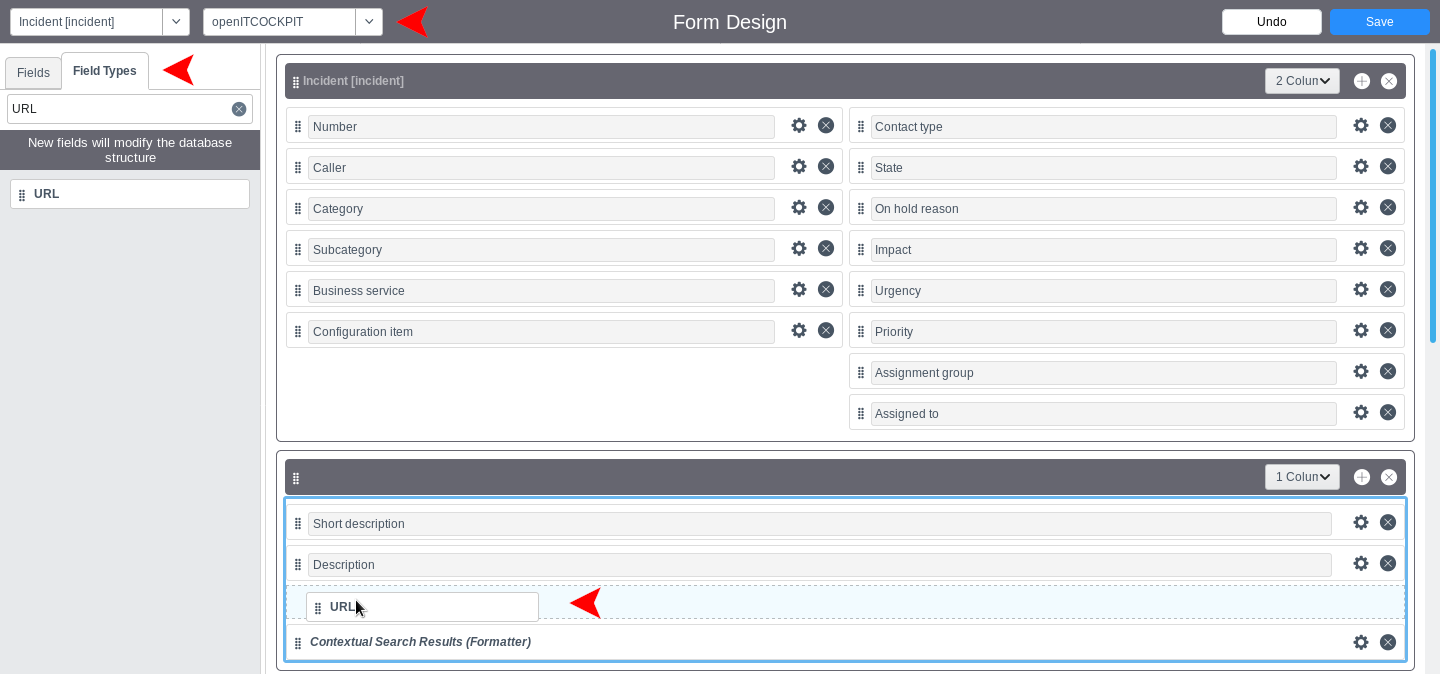 Incident [incident]
openITCOCKPIT
Form Design
Undo
Save
Fields
Field Types
URL
New fields will modify the database
structure
URL
Incident [incident]
2 Colun
Number
Contact type
Caller
State
Category
On hold reason
Subcategory
Impact
Business service
Urgency
Configuration item
Priority
Assignment group
Assigned to
1 Colun
Short description
Description
URL
Contextual Search Results (Formatter)